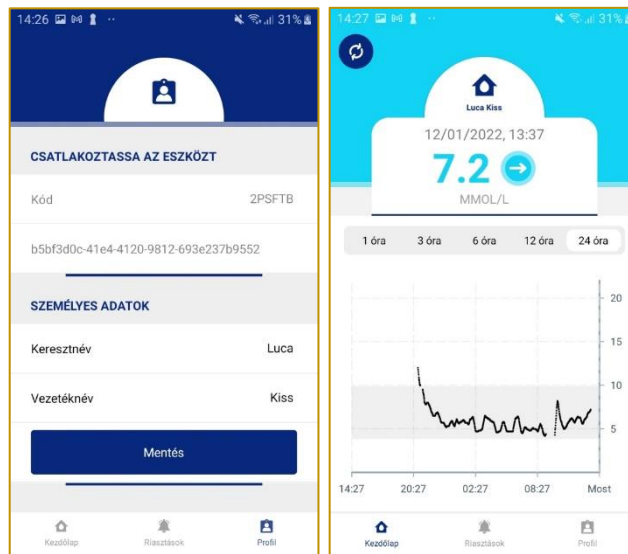 14:26
31%
CSATLAKOZTASSA AZ ESZKÖZT
Kód 2PSFTB
b5bf3d0c-41e4-4120-9812-693e237b9552
SZEMÉLYES ADATOK
Keresztnév Luca
Vezetéknév Kiss
Mentés
Kezdőlap Riasztások Profil
14:27
31%
Luca Kiss
12/01/2022, 13:37
7.2
MMOL/L
1 óra 3 óra 6 óra 12 óra 24 óra
20
15
10
5
14:27 20:27 02:27 08:27 Most
Kezdőlap Riasztások Profil